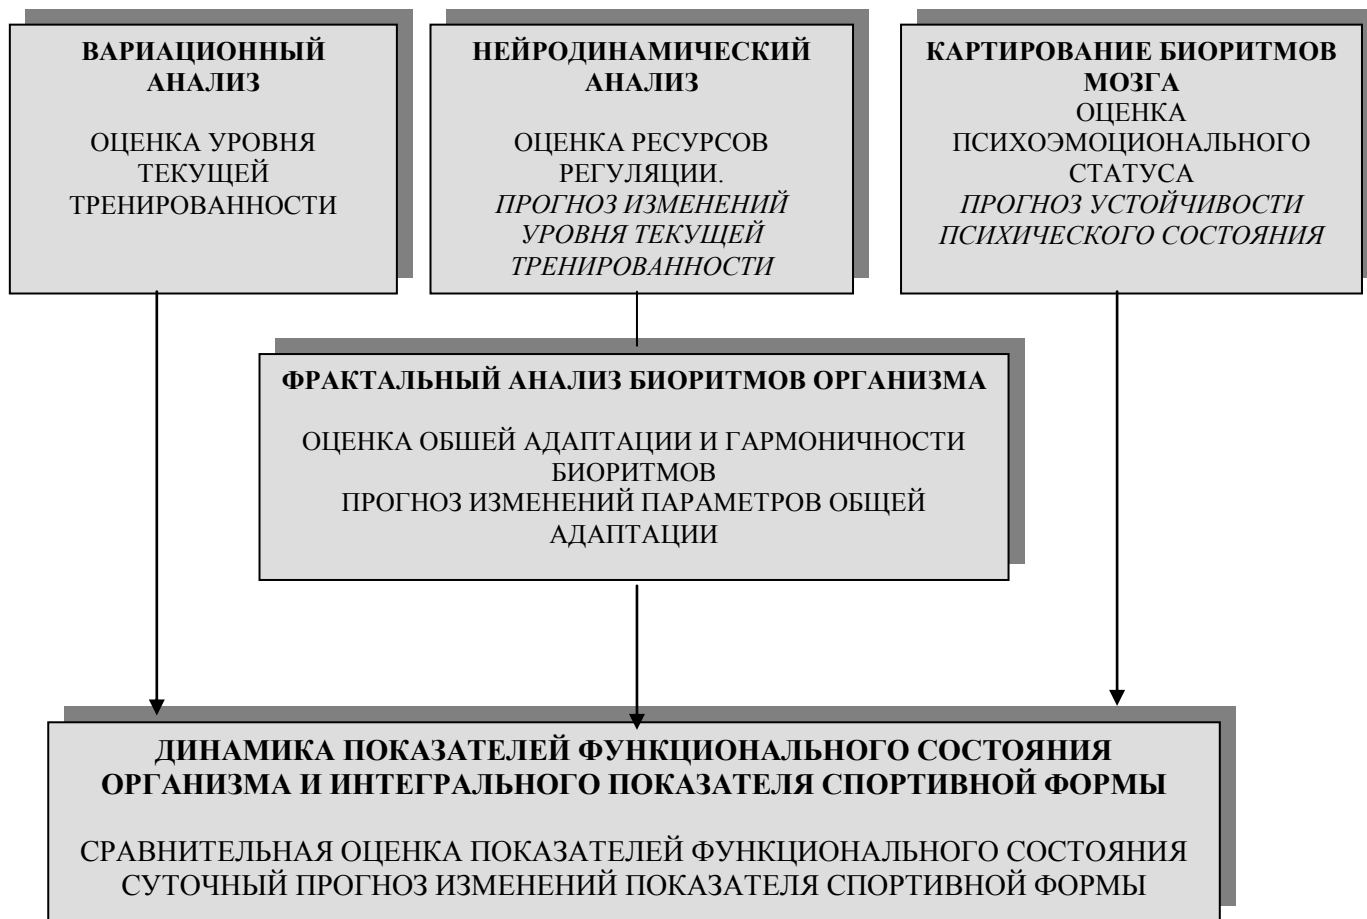 ВАРИАЦИОННЫЙ
АНАЛИЗ
ОЦЕНКА УРОВНЯ
ТЕКУЩЕЙ
ТРЕНИРОВАННОСТИ
НЕЙРОДИНАМИЧЕСКИЙ
АНАЛИЗ
ОЦЕНКА РЕСУРСОВ
РЕГУЛЯЦИИ.
ПРОГНОЗ ИЗМЕНЕНИЙ
УРОВНЯ ТЕКУЩЕЙ
ТРЕНИРОВАННОСТИ
КАРТИРОВАНИЕ БИОРИТМОВ
МОЗГА
ОЦЕНКА
ПСИХОЭМОЦИОНАЛЬНОГО
СТАТУСА
ПРОГНОЗ УСТОЙЧИВОСТИ
ПСИХИЧЕСКОГО СОСТОЯНИЯ
ФРАКТАЛЬНЫЙ АНАЛИЗ БИОРИТМОВ ОРГАНИЗМА
ОЦЕНКА ОБШЕЙ АДАПТАЦИИ И ГАРМОНИЧНОСТИ
БИОРИТМОВ
ПРОГНОЗ ИЗМЕНЕНИЙ ПАРАМЕТРОВ ОБЩЕЙ
АДАПТАЦИИ
ДИНАМИКА ПОКАЗАТЕЛЕЙ ФУНКЦИОНАЛЬНОГО СОСТОЯНИЯ
ОРГАНИЗМА И ИНТЕГРАЛЬНОГО ПОКАЗАТЕЛЯ СПОРТИВНОЙ ФОРМЫ
СРАВНИТЕЛЬНАЯ ОЦЕНКА ПОКАЗАТЕЛЕЙ ФУНКЦИОНАЛЬНОГО СОСТОЯНИЯ
СУТОЧНЫЙ ПРОГНОЗ ИЗМЕНЕНИЙ ПОКАЗАТЕЛЯ СПОРТИВНОЙ ФОРМЫ